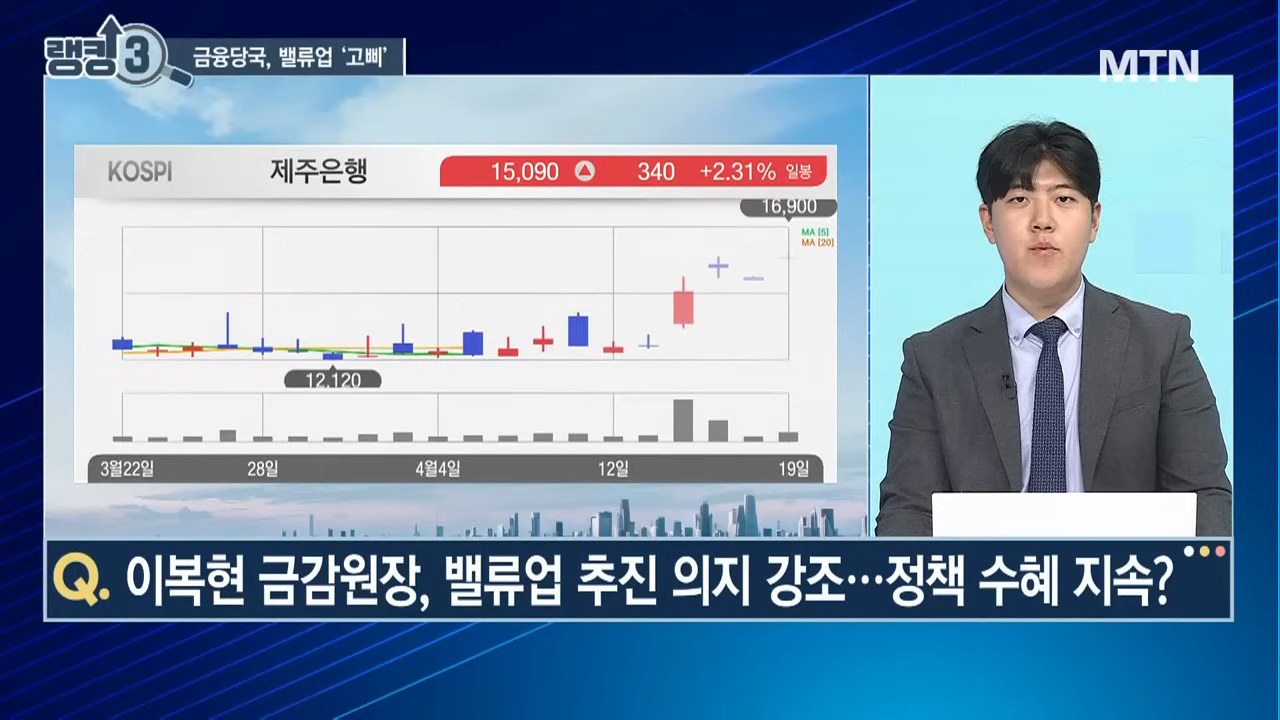 랭킹3
금융당국, 밸류업 ‘고삐’
MTN
KOSPI 제주은행 15,090 340 +2.31% 일봉
16,900
MA [5]
MA [20]
12,120
3월22일 28일 4월4일 12일 19일
Q. 이복현 금감원장, 밸류업 추진 의지 강조…정책 수혜 지속?